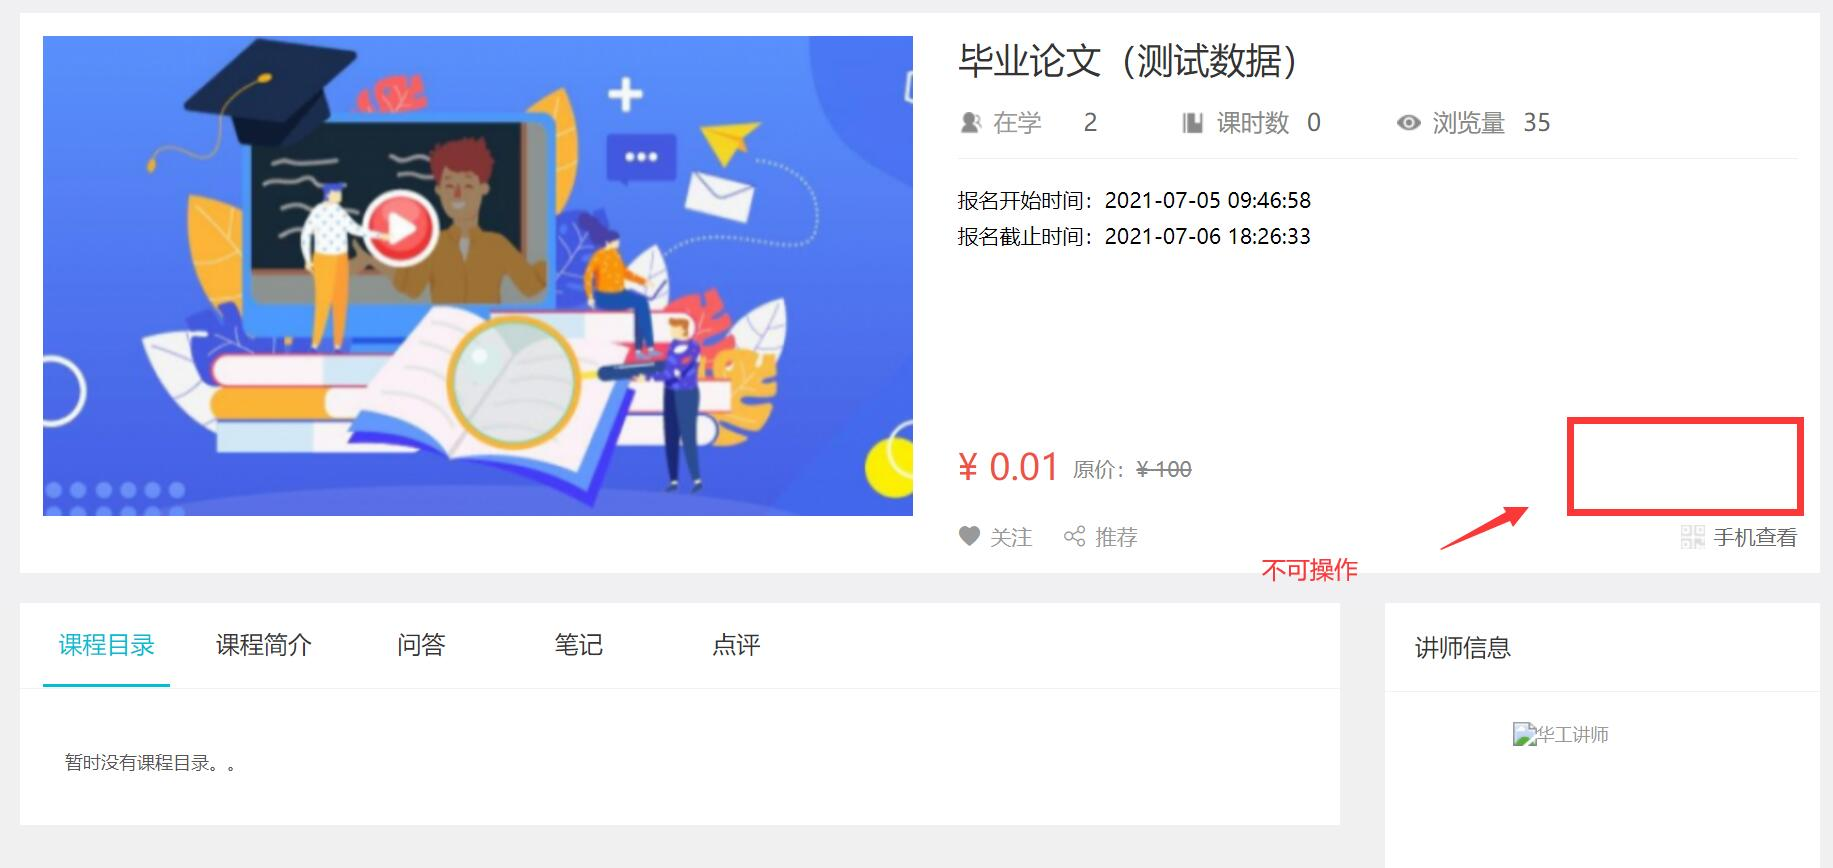 毕业论文（测试数据）
在学 2 课时数 0 浏览量 35
报名开始时间：2021-07-05 09:46:58
报名截止时间：2021-07-06 18:26:33
¥ 0.01 原价：¥ 100
关注 推荐 手机查看
不可操作
课程目录 课程简介 问答 笔记 点评
讲师信息
华工讲师
暂时没有课程目录。。